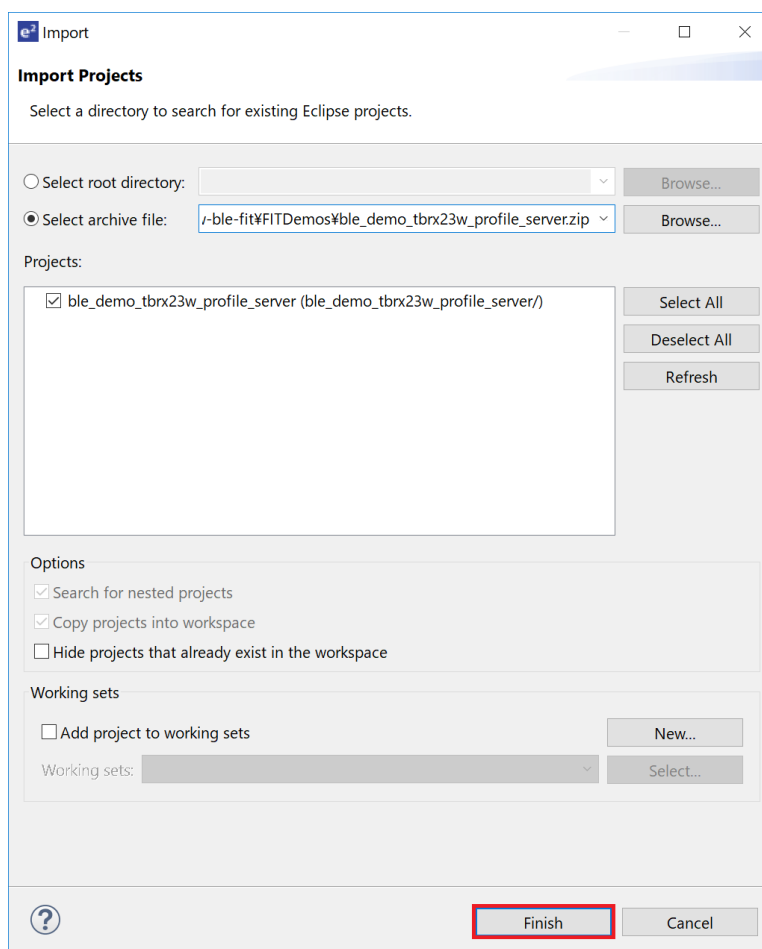 e² Import
Import Projects
Select a directory to search for existing Eclipse projects.
Select root directory:
Browse...
Select archive file:
-ble-fit¥FITDemos¥ble_demo_tbrx23w_profile_server.zip
Browse...
Projects:
ble_demo_tbrx23w_profile_server (ble_demo_tbrx23w_profile_server/)
Select All
Deselect All
Refresh
Options
Search for nested projects
Copy projects into workspace
Hide projects that already exist in the workspace
Working sets
Add project to working sets
New...
Working sets:
Select...
?
Finish
Cancel